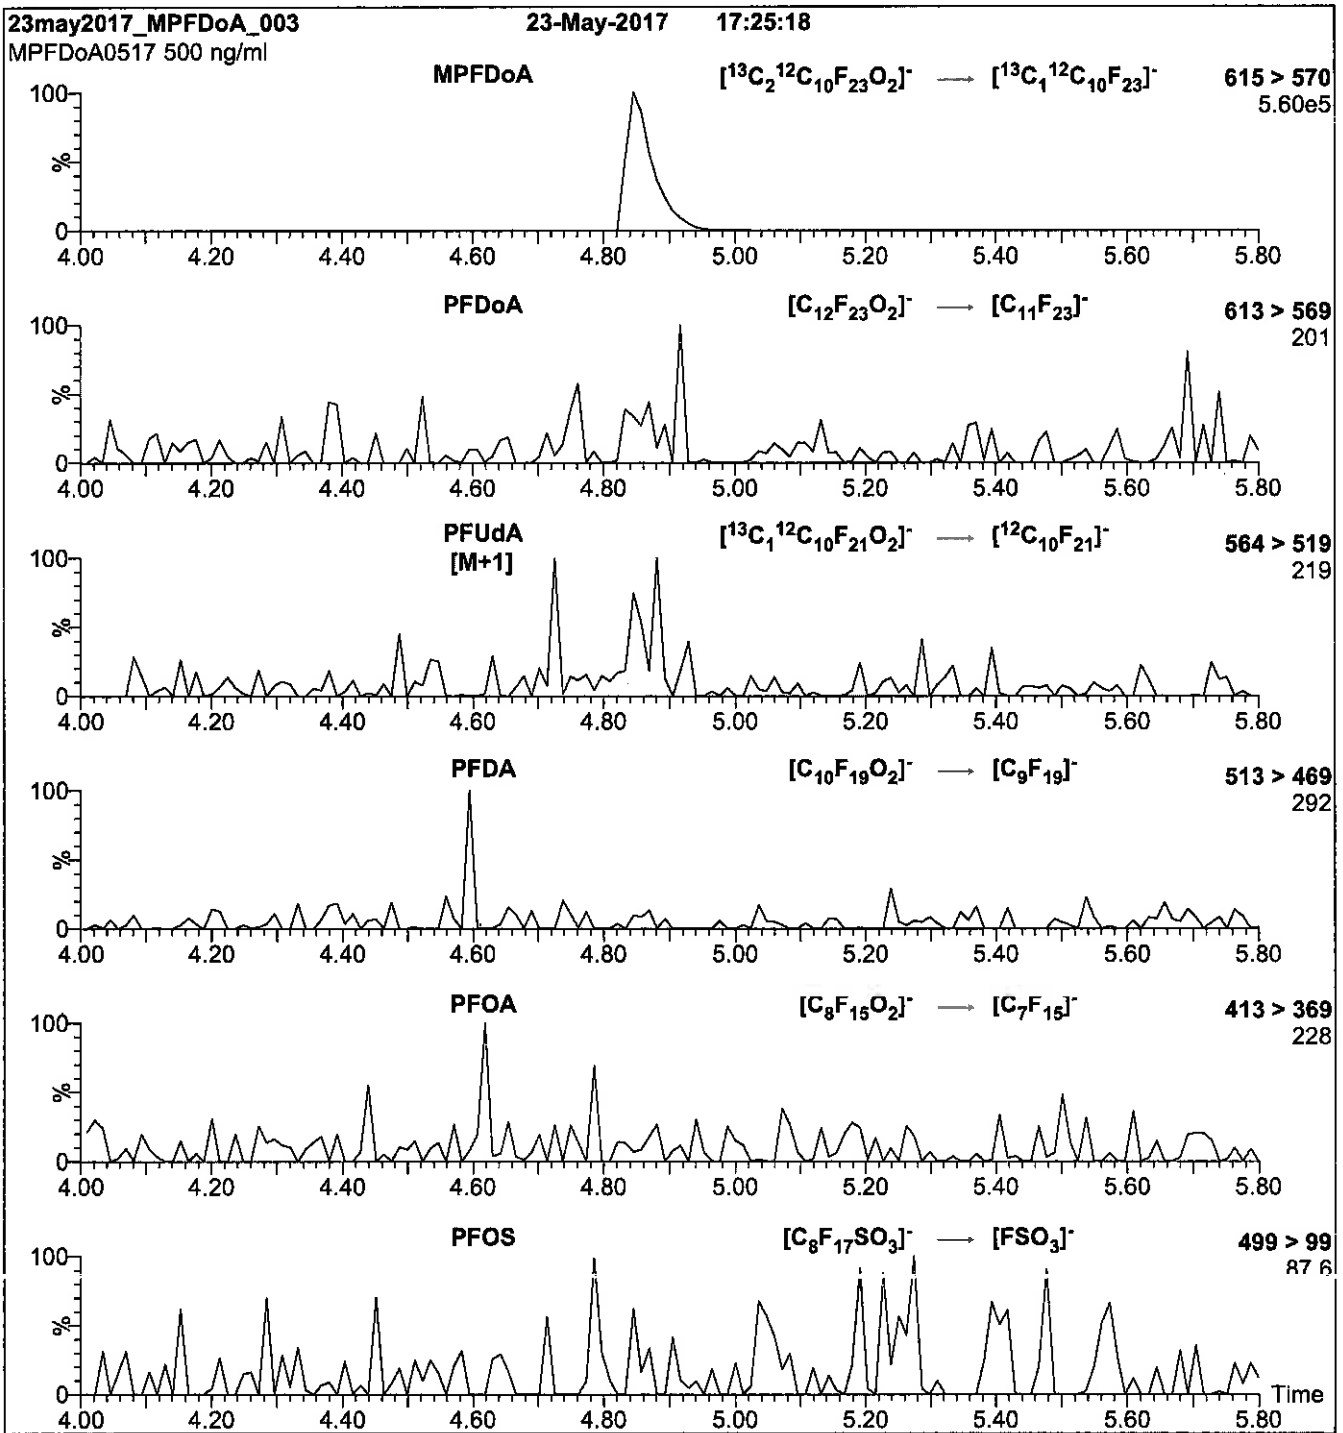 23may2017_MPFDoA_003 23-May-2017 17:25:18
MPFDoA0517 500 ng/ml
MPFDoA [¹³C₂¹²C₁₀F₂₃O₂]⁻ → [¹³C₁¹²C₁₀F₂₃]⁻ 615 > 570
5.60e5
100
%
0
4.00 4.20 4.40 4.60 4.80 5.00 5.20 5.40 5.60 5.80
PFDoA [C₁₂F₂₃O₂]⁻ → [C₁₁F₂₃]⁻ 613 > 569
201
100
%
0
4.00 4.20 4.40 4.60 4.80 5.00 5.20 5.40 5.60 5.80
PFUdA [¹³C₁¹²C₁₀F₂₁O₂]⁻ → [¹²C₁₀F₂₁]⁻ 564 > 519
[M+1] 219
100
%
0
4.00 4.20 4.40 4.60 4.80 5.00 5.20 5.40 5.60 5.80
PFDA [C₁₀F₁₉O₂]⁻ → [C₉F₁₉]⁻ 513 > 469
292
100
%
0
4.00 4.20 4.40 4.60 4.80 5.00 5.20 5.40 5.60 5.80
PFOA [C₈F₁₅O₂]⁻ → [C₇F₁₅]⁻ 413 > 369
228
100
%
0
4.00 4.20 4.40 4.60 4.80 5.00 5.20 5.40 5.60 5.80
PFOS [C₈F₁₇SO₃]⁻ → [FSO₃]⁻ 499 > 99
87.6
100
%
0
Time
4.00 4.20 4.40 4.60 4.80 5.00 5.20 5.40 5.60 5.80